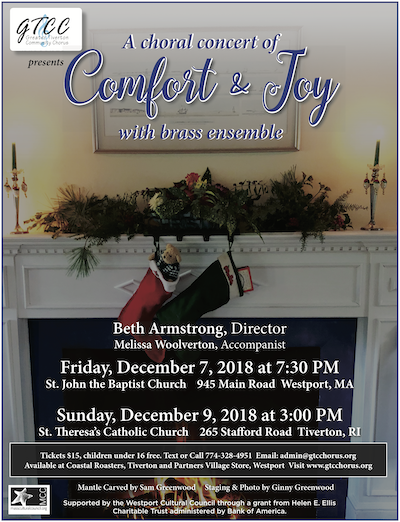 GTCC
Greater Tiverton
Community Chorus
presents
A choral concert of
Comfort & Joy
with brass ensemble
Beth Armstrong, Director
Melissa Woolverton, Accompanist
Friday, December 7, 2018 at 7:30 PM
St. John the Baptist Church 945 Main Road Westport, MA
Sunday, December 9, 2018 at 3:00 PM
St. Theresa's Catholic Church 265 Stafford Road Tiverton, RI
Tickets $15, children under 16 free. Text or Call 774-328-4951 Email: admin@gtcchorus.org
Available at Coastal Roasters, Tiverton and Partners Village Store, Westport Visit www.gtcchorus.org
Mantle Carved by Sam Greenwood Staging & Photo by Ginny Greenwood
MCC
Supported by the Westport Cultural Council through a grant from Helen E. Ellis
Charitable Trust administered by Bank of America.